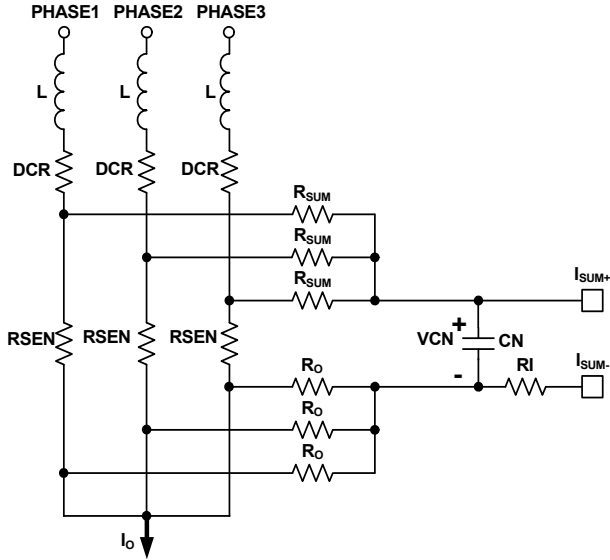 PHASE1 PHASE2 PHASE3
L L L
DCR DCR DCR
RSUM
RSUM
RSUM
ISUM+
RSEN RSEN RSEN
+
VCN CN
-
RI
ISUM-
RO
RO
RO
IO